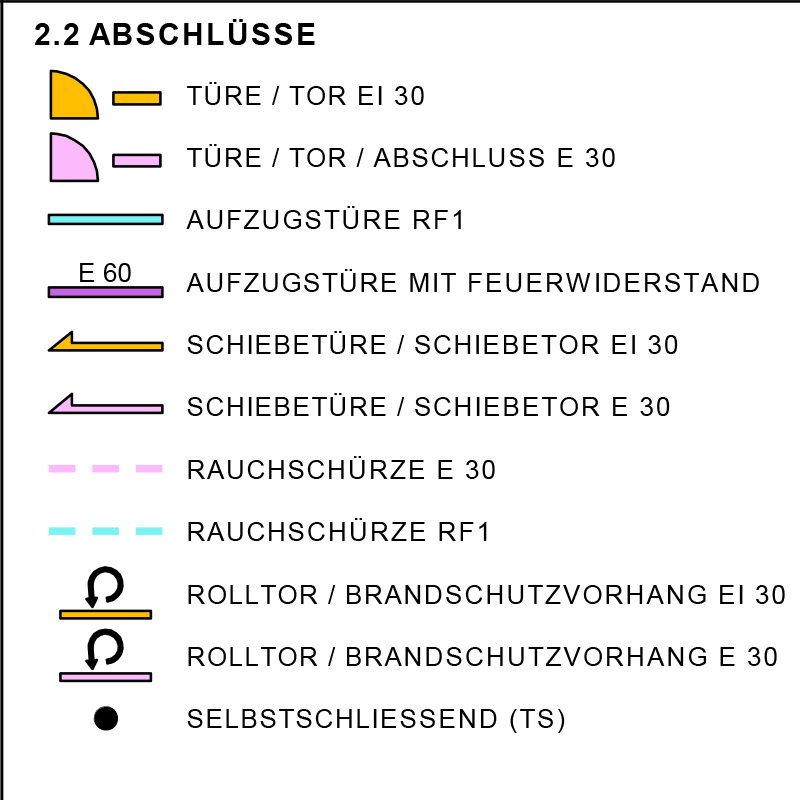 2.2 ABSCHLÜSSE
TÜRE / TOR EI 30
TÜRE / TOR / ABSCHLUSS E 30
AUFZUGSTÜRE RF1
E 60
AUFZUGSTÜRE MIT FEUERWIDERSTAND
SCHIEBETÜRE / SCHIEBETOR EI 30
SCHIEBETÜRE / SCHIEBETOR E 30
RAUCHSCHÜRZE E 30
RAUCHSCHÜRZE RF1
ROLLTOR / BRANDSCHUTZVORHANG EI 30
ROLLTOR / BRANDSCHUTZVORHANG E 30
SELBSTSCHLIESSEND (TS)